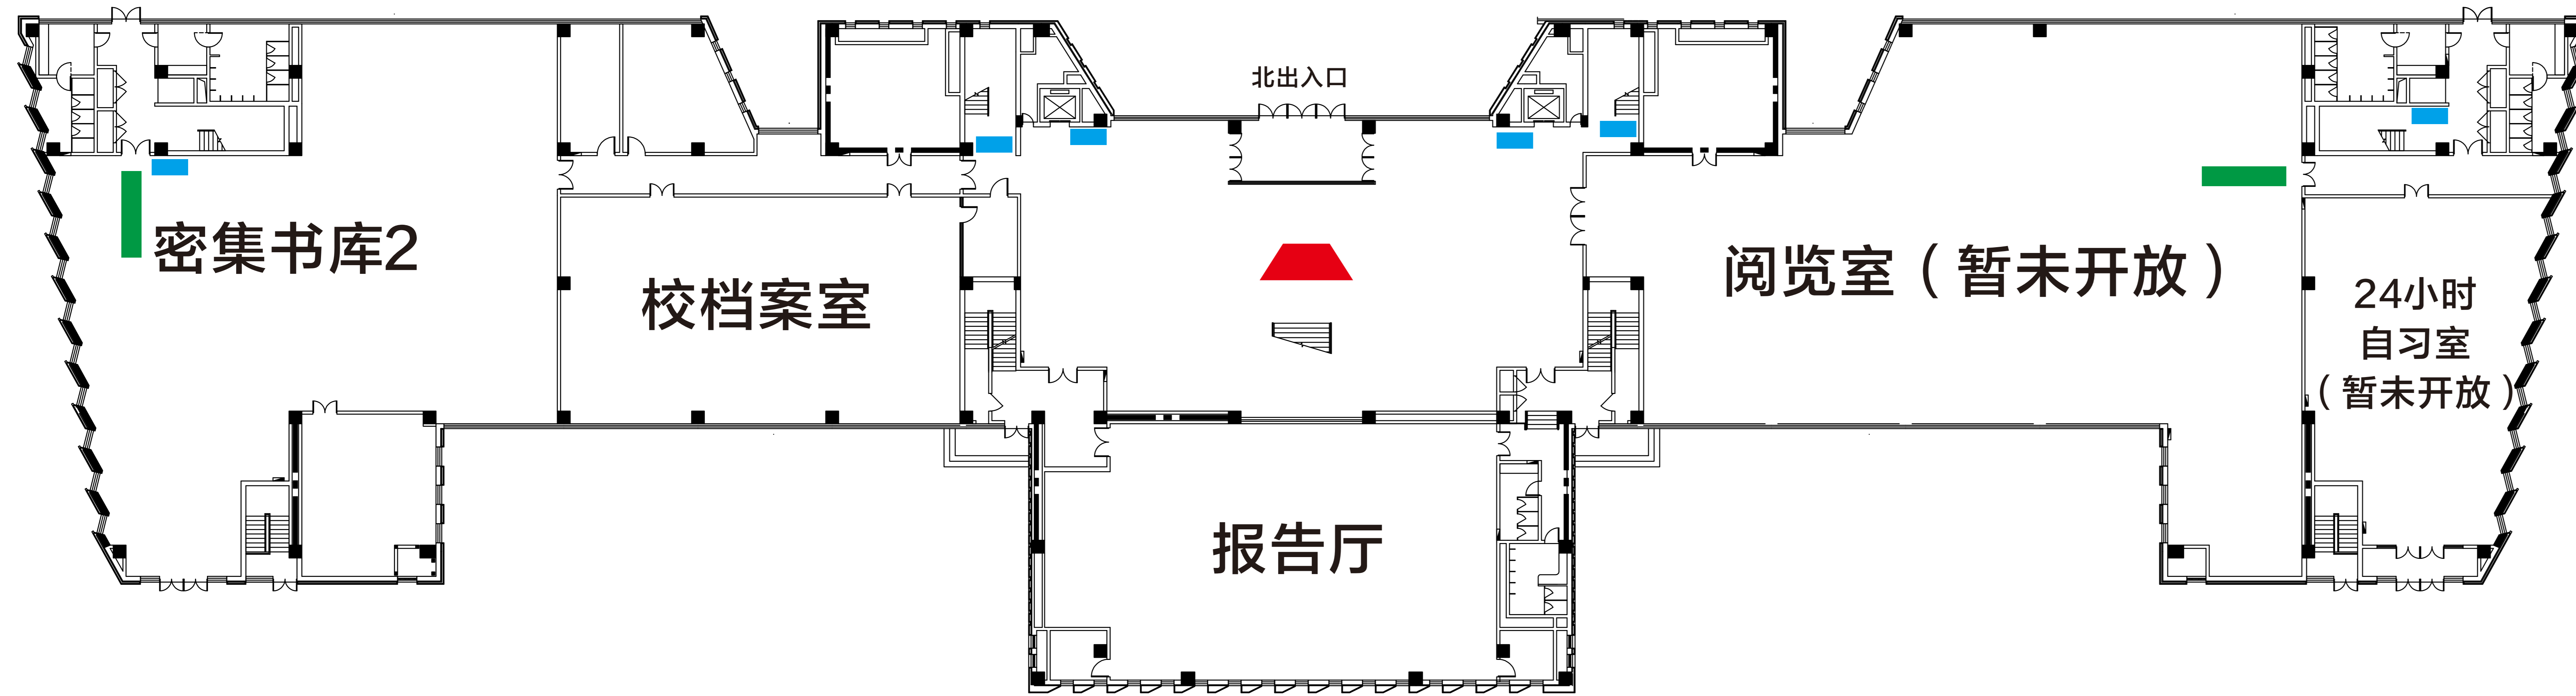 北出入口
密集书库2
校档案室
阅览室（暂未开放）
24小时
自习室
（暂未开放）
报告厅